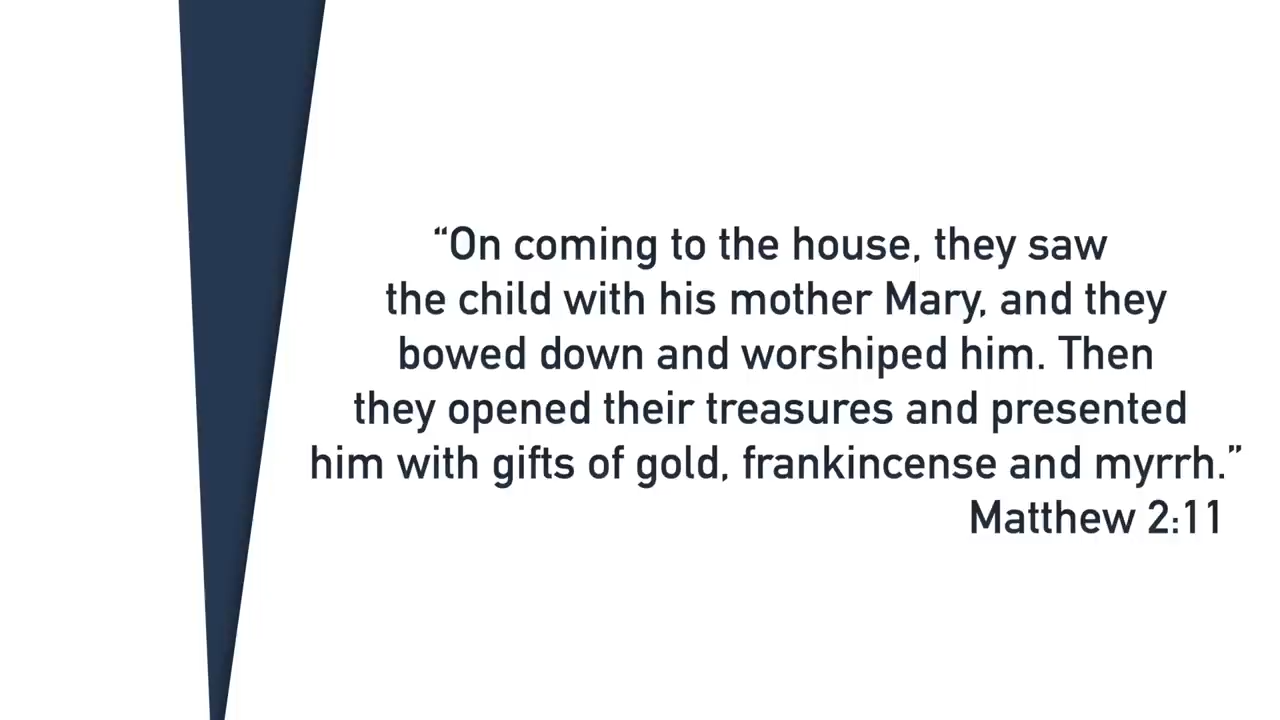 “On coming to the house, they saw
the child with his mother Mary, and they
bowed down and worshiped him. Then
they opened their treasures and presented
him with gifts of gold, frankincense and myrrh.”
Matthew 2:11